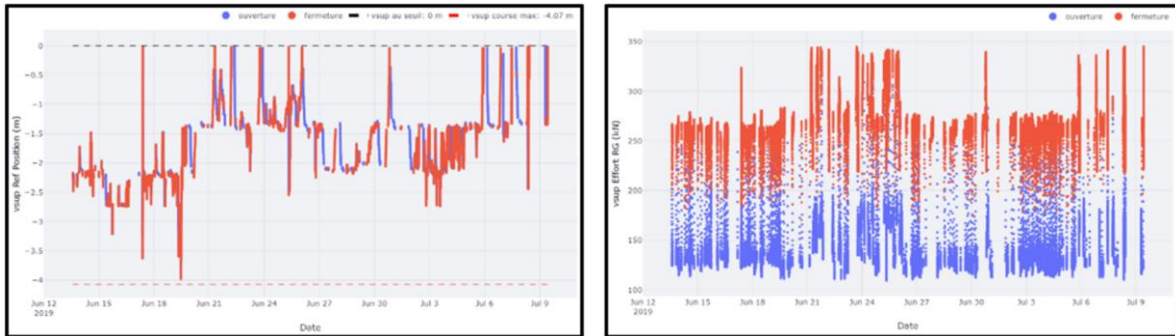 ouverture fermeture vsup au seuil: 0 m vsup course max: -4.07 m
0
−0.5
−1
−1.5
−2
−2.5
−3
−3.5
−4
vsup Ref Position (m)
Jun 12 Jun 15 Jun 18 Jun 21 Jun 24 Jun 27 Jun 30 Jul 3 Jul 6 Jul 9
2019
Date
ouverture fermeture
350
300
250
200
150
100
vsup Effort RG (kN)
Jun 12 Jun 15 Jun 18 Jun 21 Jun 24 Jun 27 Jun 30 Jul 3 Jul 6 Jul 9
2019
Date